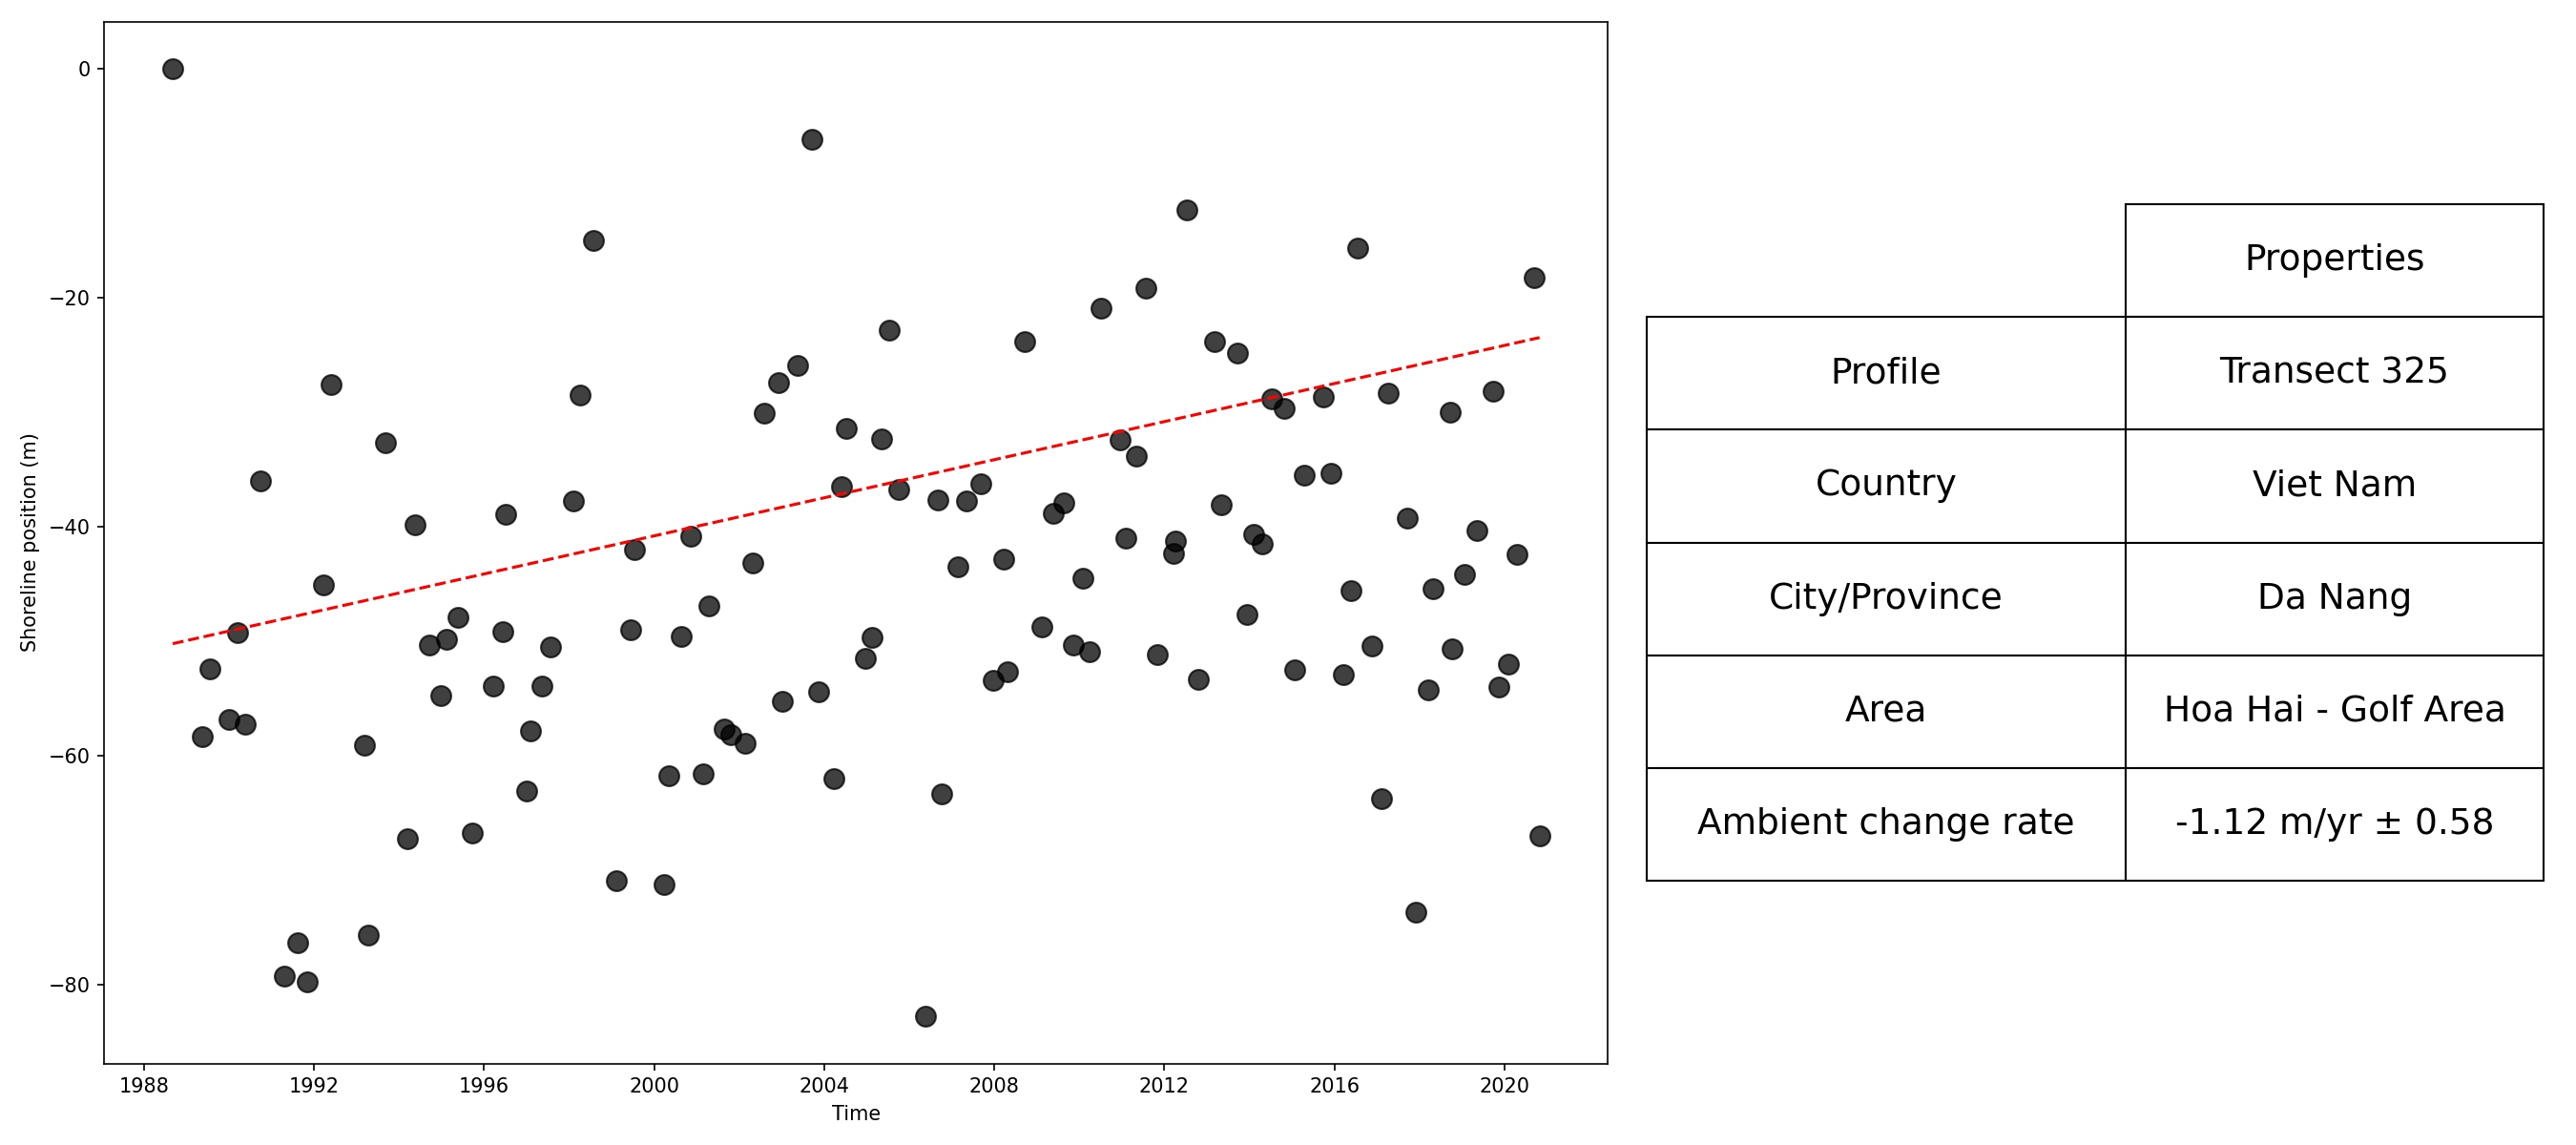 0
−20
−40
−60
−80
Shoreline position (m)
1988 1992 1996 2000 2004 2008 2012 2016 2020
Time
Properties
Profile Transect 325
Country Viet Nam
City/Province Da Nang
Area Hoa Hai - Golf Area
Ambient change rate -1.12 m/yr ± 0.58